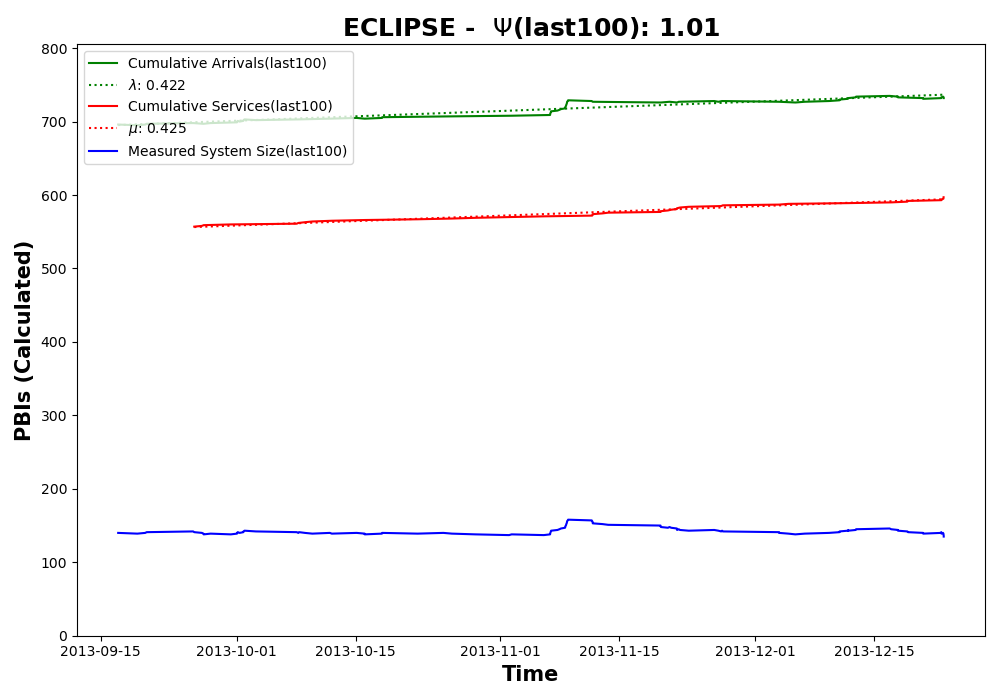 ECLIPSE - Ψ(last100): 1.01
Cumulative Arrivals(last100)
λ: 0.422
Cumulative Services(last100)
μ: 0.425
Measured System Size(last100)
PBIs (Calculated)
800
700
600
500
400
300
200
100
0
2013-09-15 2013-10-01 2013-10-15 2013-11-01 2013-11-15 2013-12-01 2013-12-15
Time